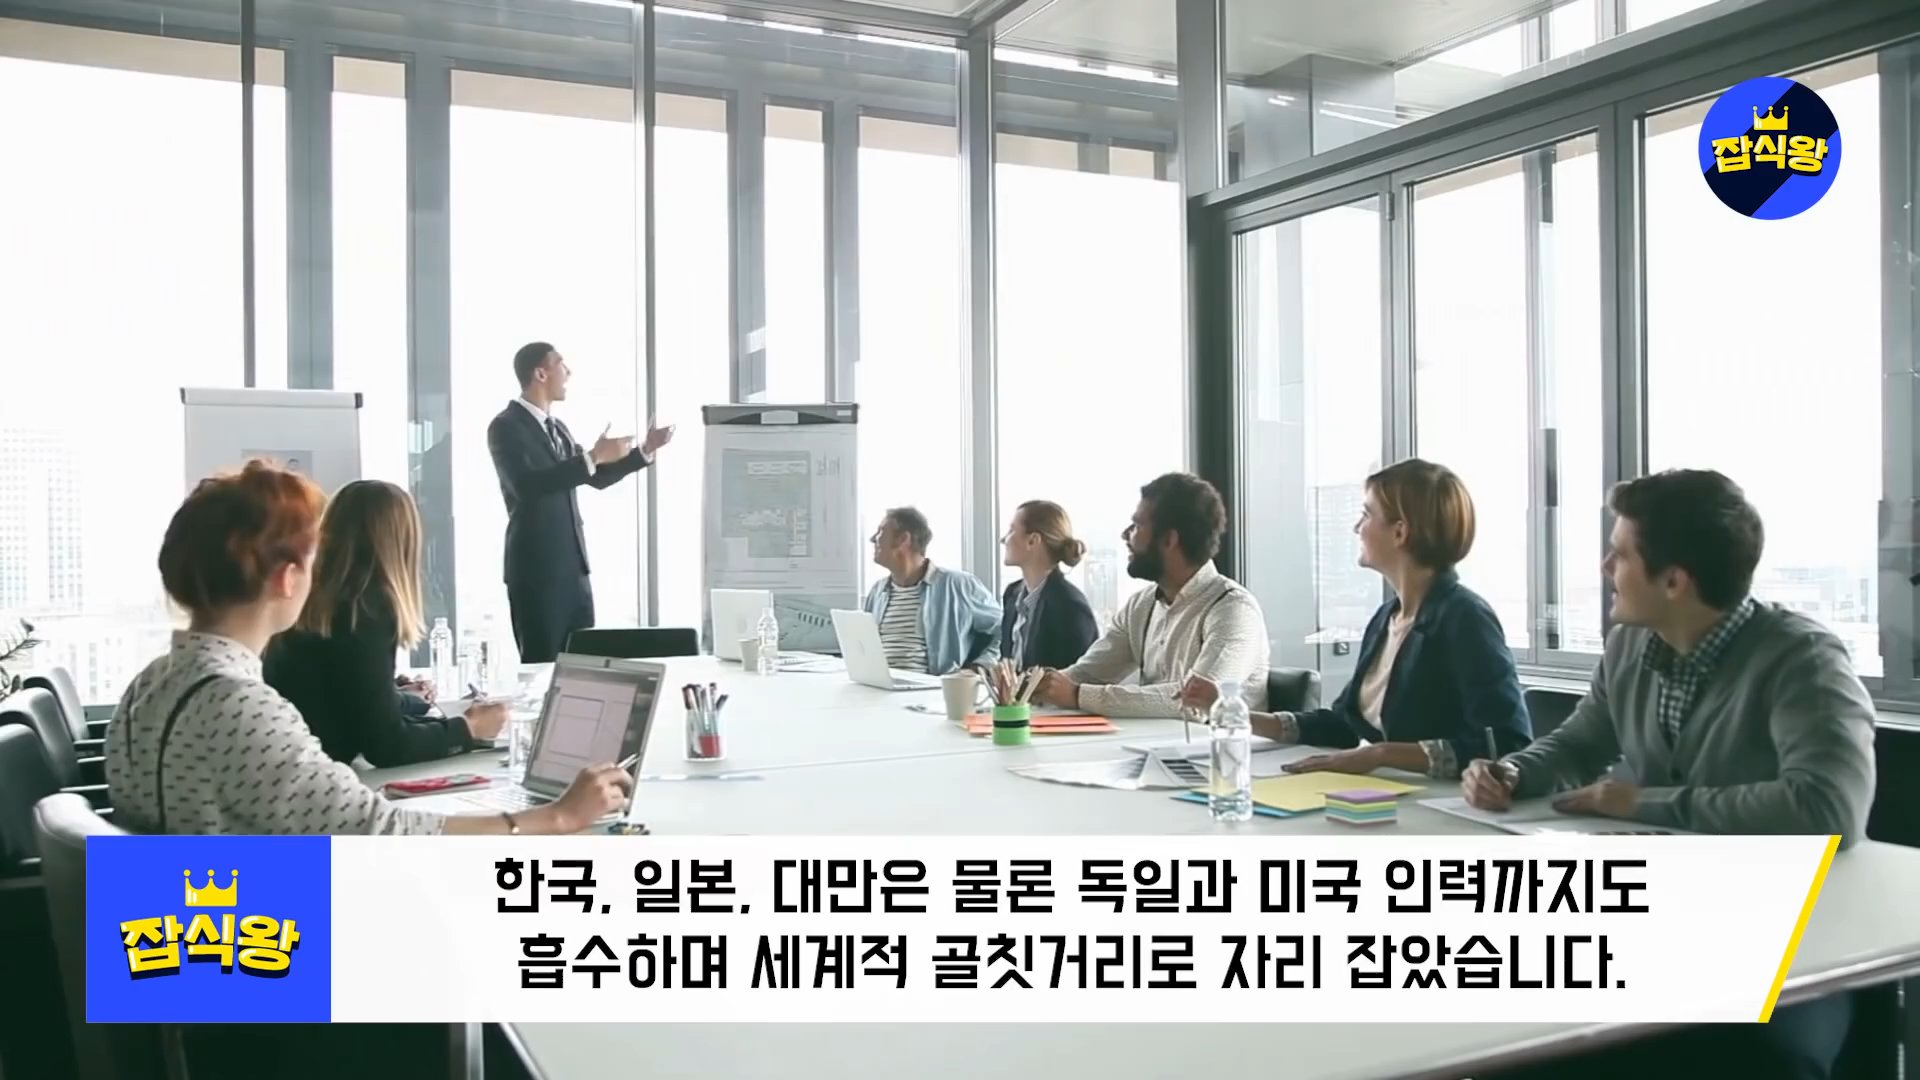 잡식왕
잡식왕
한국, 일본, 대만은 물론 독일과 미국 인력까지도
흡수하며 세계적 골칫거리로 자리 잡았습니다.